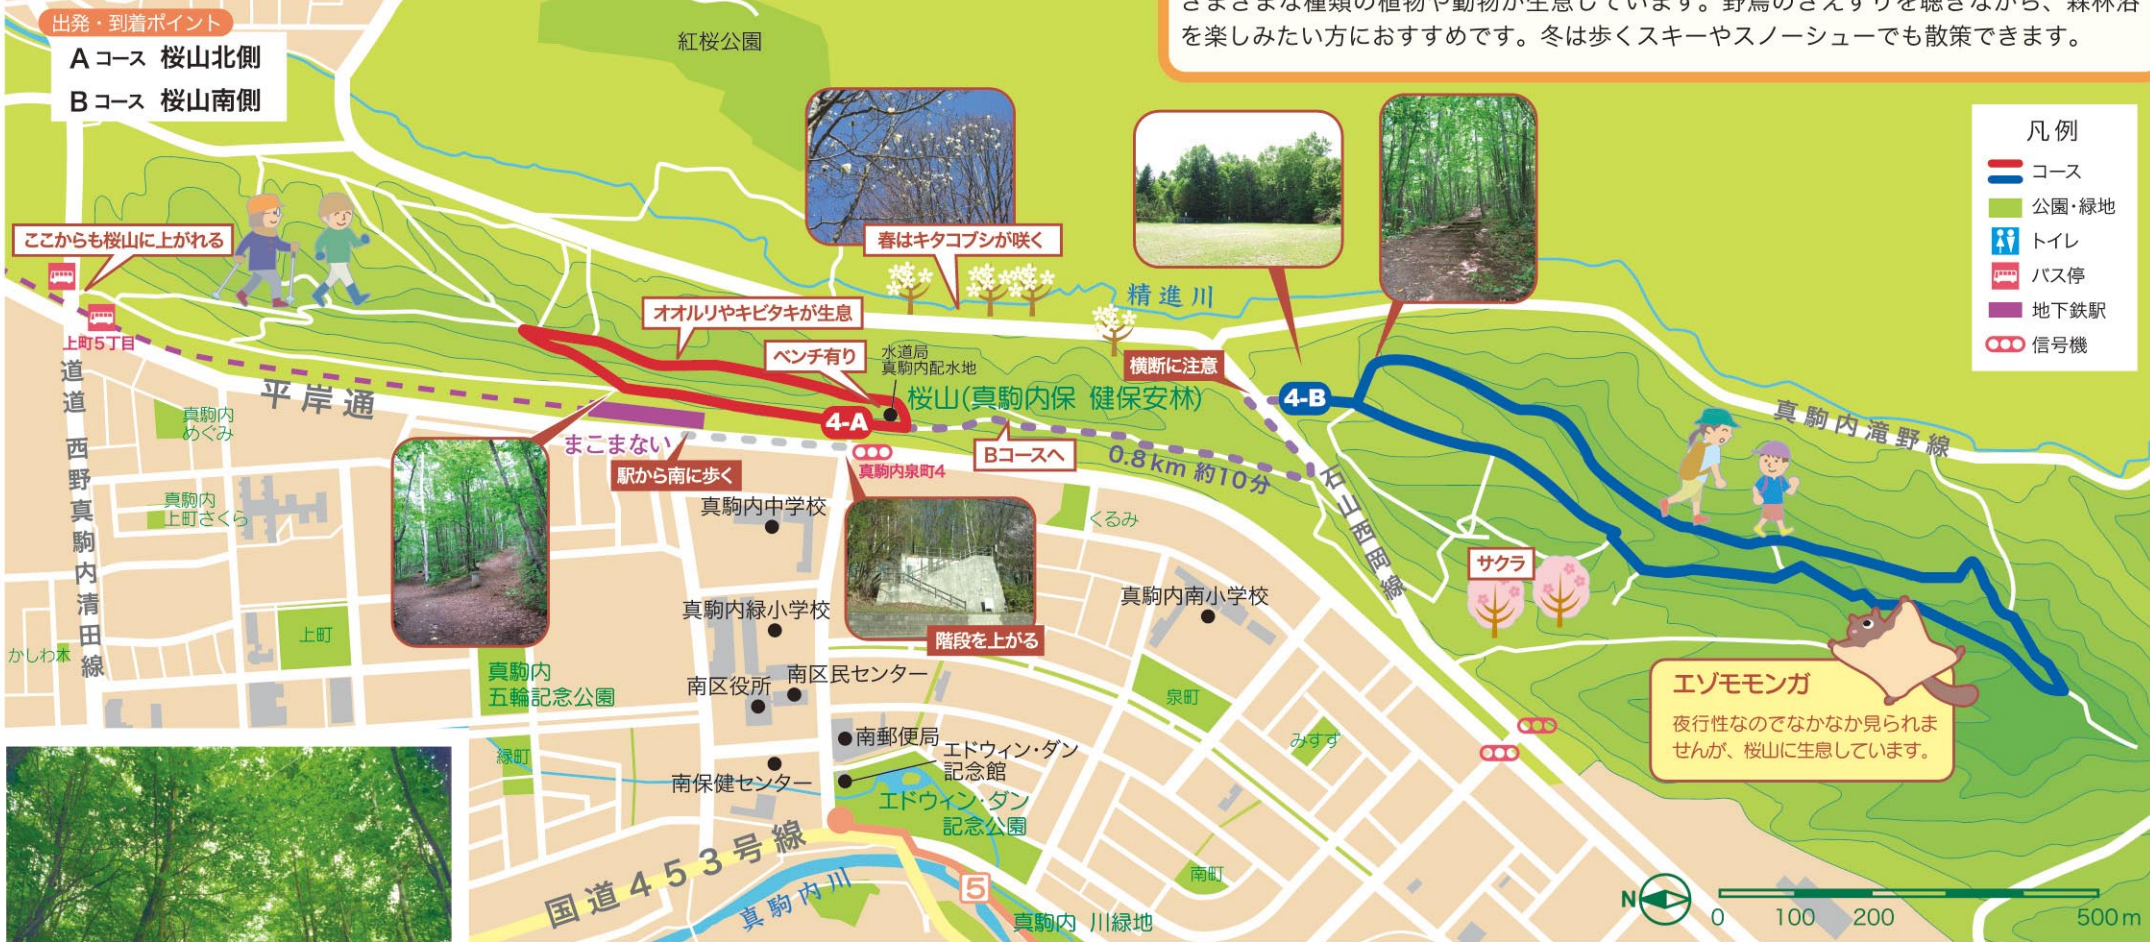 さまざまな種類の植物や動物が生息しています。野鳥のさえずりを聴きながら、森林浴
を楽しみたい方におすすめです。冬は歩くスキーやスノーシューでも散策できます。
出発・到着ポイント
Aコース 桜山北側
Bコース 桜山南側
紅桜公園
凡例
コース
公園・緑地
トイレ
バス停
地下鉄駅
信号機
ここからも桜山に上がれる
上町5丁目
春はキタコブシが咲く
精進川
オオルリやキビタキが生息
ベンチ有り
水道局
真駒内配水地
横断に注意
桜山(真駒内保 健保安林)
4-A
4-B
平岸通
道道 西野真駒内清田線
真駒内
めぐみ
まこまない
駅から南に歩く
真駒内泉町4
Bコースへ
0.8km 約10分
真駒内滝野線
石山西岡線
真駒内
上町さくら
真駒内中学校
くるみ
サクラ
真駒内緑小学校
真駒内南小学校
階段を上がる
上町
かしわ木
真駒内
五輪記念公園
南区役所
南区民センター
泉町
エゾモモンガ
夜行性なのでなかなか見られま
せんが、桜山に生息しています。
南郵便局
エドウィン・ダン
記念館
みすず
緑町
南保健センター
エドウィン・ダン
記念公園
国道453号線
真駒内川
5
南町
真駒内 川緑地
N
0 100 200 500m